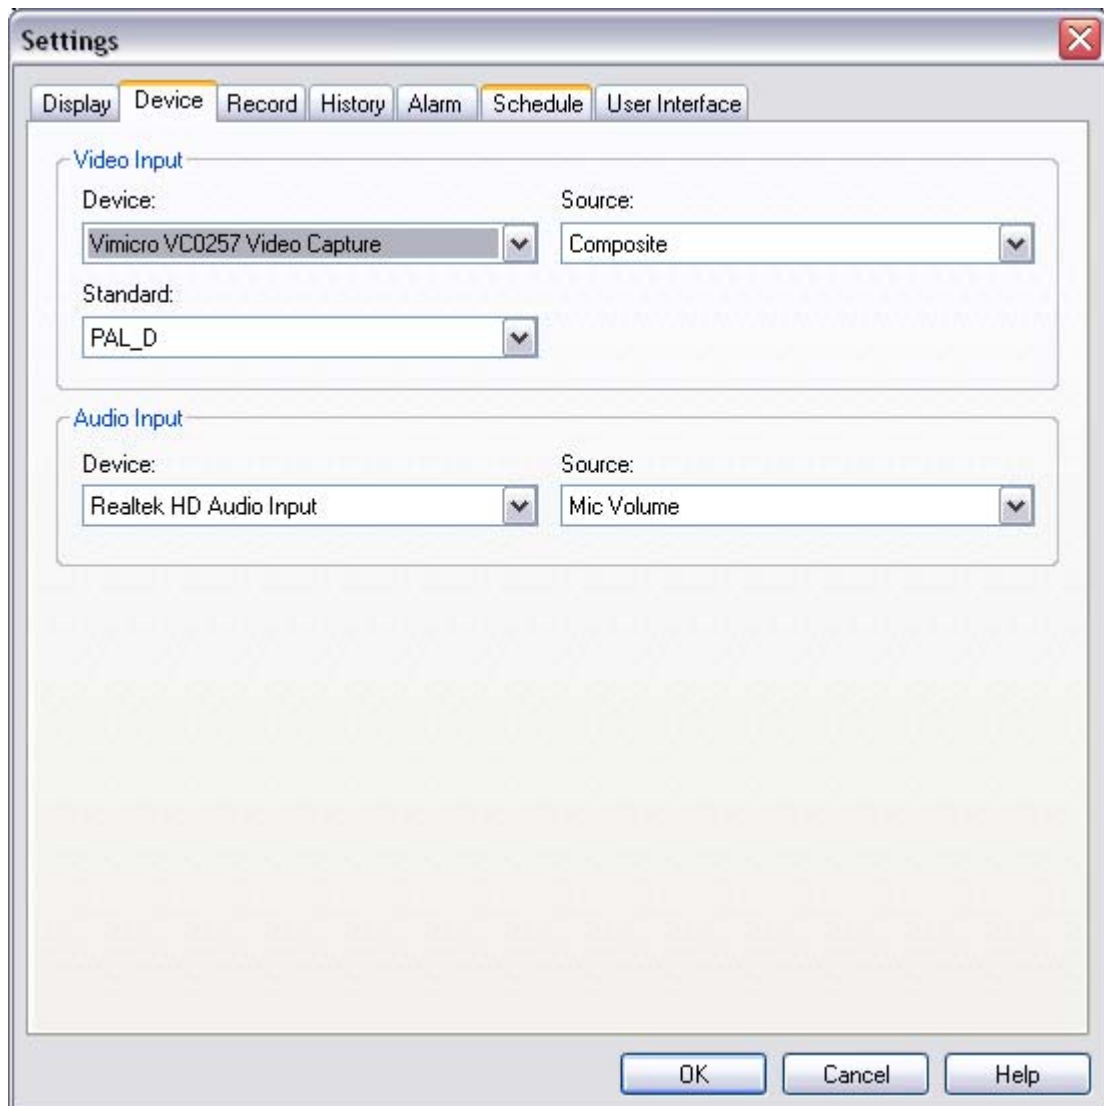 Settings
Display Device Record History Alarm Schedule User Interface
Video Input
Device: Source:
Vimicro VC0257 Video Capture Composite
Standard:
PAL_D
Audio Input
Device: Source:
Realtek HD Audio Input Mic Volume
OK Cancel Help